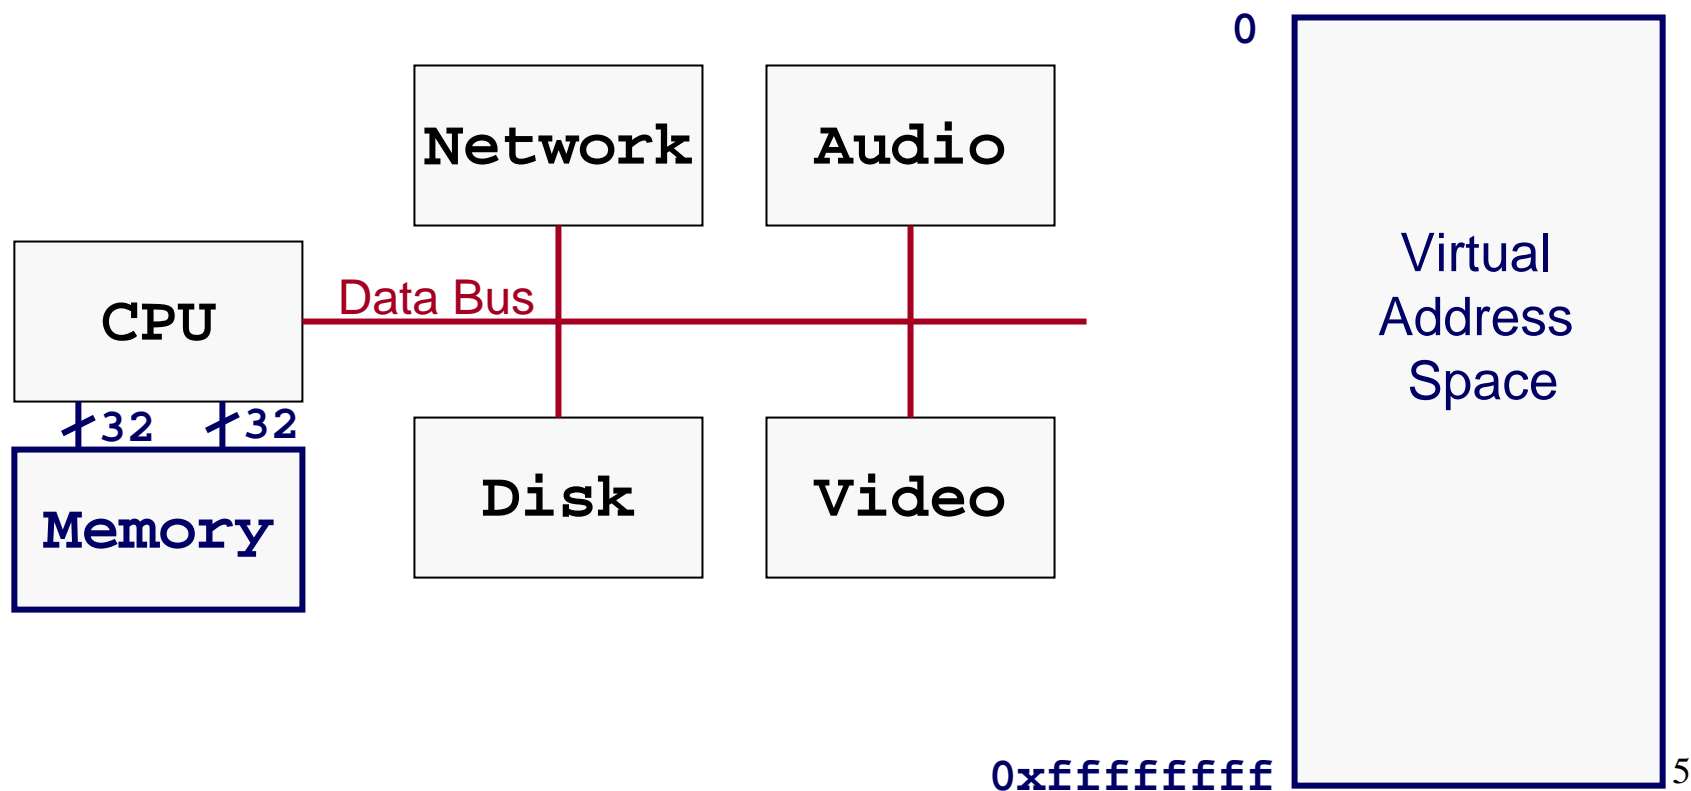 0
Network
Audio
CPU
Data Bus
Virtual
Address
Space
32
32
Memory
Disk
Video
0xffffffff
5